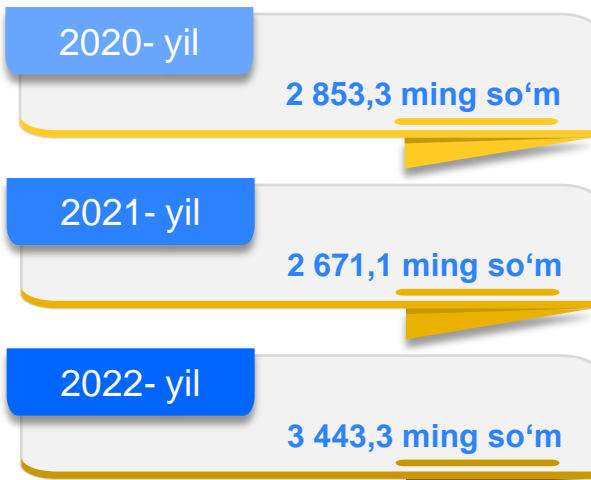 2020- yil
2 853,3 ming so‘m
2021- yil
2 671,1 ming so‘m
2022- yil
3 443,3 ming so‘m